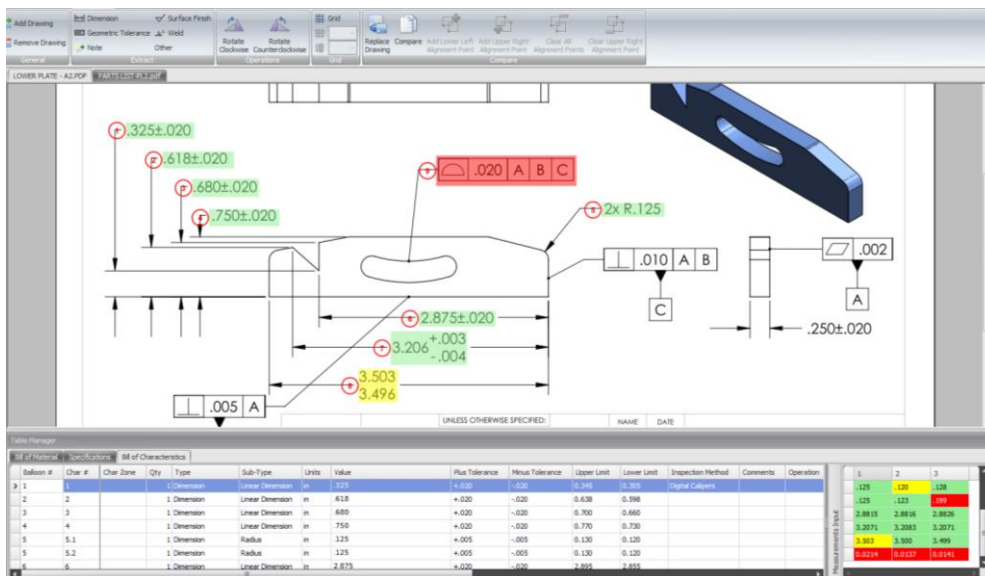 Add Drawing
Remove Drawing
General
Dimension
Geometric Tolerance
Note
Surface Finish
Weld
Other
Extract
Rotate Clockwise
Rotate Counterclockwise
Operations
Grid
Grid
Replace Drawing
Compare
Add Lower Left Alignment Point
Add Upper Right Alignment Point
Clear All Alignment Points
Clear Upper Right Alignment Point
Compare
LOWER PLATE - A2.PDF
1 .325±.020
2 .618±.020
3 .680±.020
4 .750±.020
9 .020 A B C
5 2x R.125
.010 A B
C
.002
A
.250±.020
6 2.875±.020
7 3.206 +.003 -.004
8 3.503
3.496
.005 A
UNLESS OTHERWISE SPECIFIED:
NAME DATE
Table Manager
Bill of Material Specifications Bill of Characteristics
Balloon # Char # Char Zone Qty Type Sub-Type Units Value Plus Tolerance Minus Tolerance Upper Limit Lower Limit Inspection Method Comments Operation
1 1 1 Dimension Linear Dimension in .325 +.020 -.020 0.345 0.305 Digital Calipers
2 2 1 Dimension Linear Dimension in .618 +.020 -.020 0.638 0.598
3 3 1 Dimension Linear Dimension in .680 +.020 -.020 0.700 0.660
4 4 1 Dimension Linear Dimension in .750 +.020 -.020 0.770 0.730
5 5.1 1 Dimension Radius in .125 +.005 -.005 0.130 0.120
5 5.2 1 Dimension Radius in .125 +.005 -.005 0.130 0.120
6 6 1 Dimension Linear Dimension in 2.875 +.020 -.020 2.895 2.855
Measurements Input
1 2 3
.125 .120 .128
.125 .123 .199
2.8815 2.8816 2.8826
3.2071 3.2083 3.2071
3.503 3.500 3.499
0.0214 0.0137 0.0141